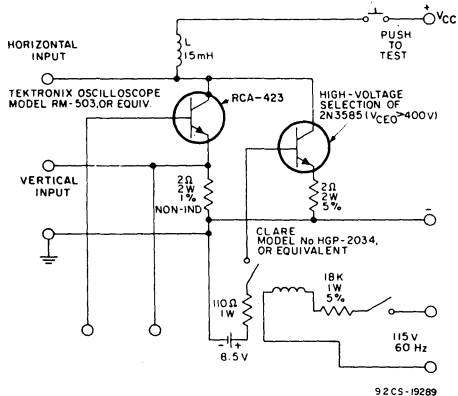 +
VCC
PUSH
TO
TEST
L
15mH
HORIZONTAL
INPUT
TEKTRONIX OSCILLOSCOPE
MODEL RM-503,OR EQUIV.
RCA-423
HIGH-VOLTAGE
SELECTION OF
2N3585 (VCEO >400V)
VERTICAL
INPUT
2Ω
2W
1%
NON-IND
2Ω
2W
5%
-
CLARE
MODEL No HGP-2034,
OR EQUIVALENT
110Ω
1W
- +
8.5V
18K
1W
5%
115V
60 Hz
92CS-19289